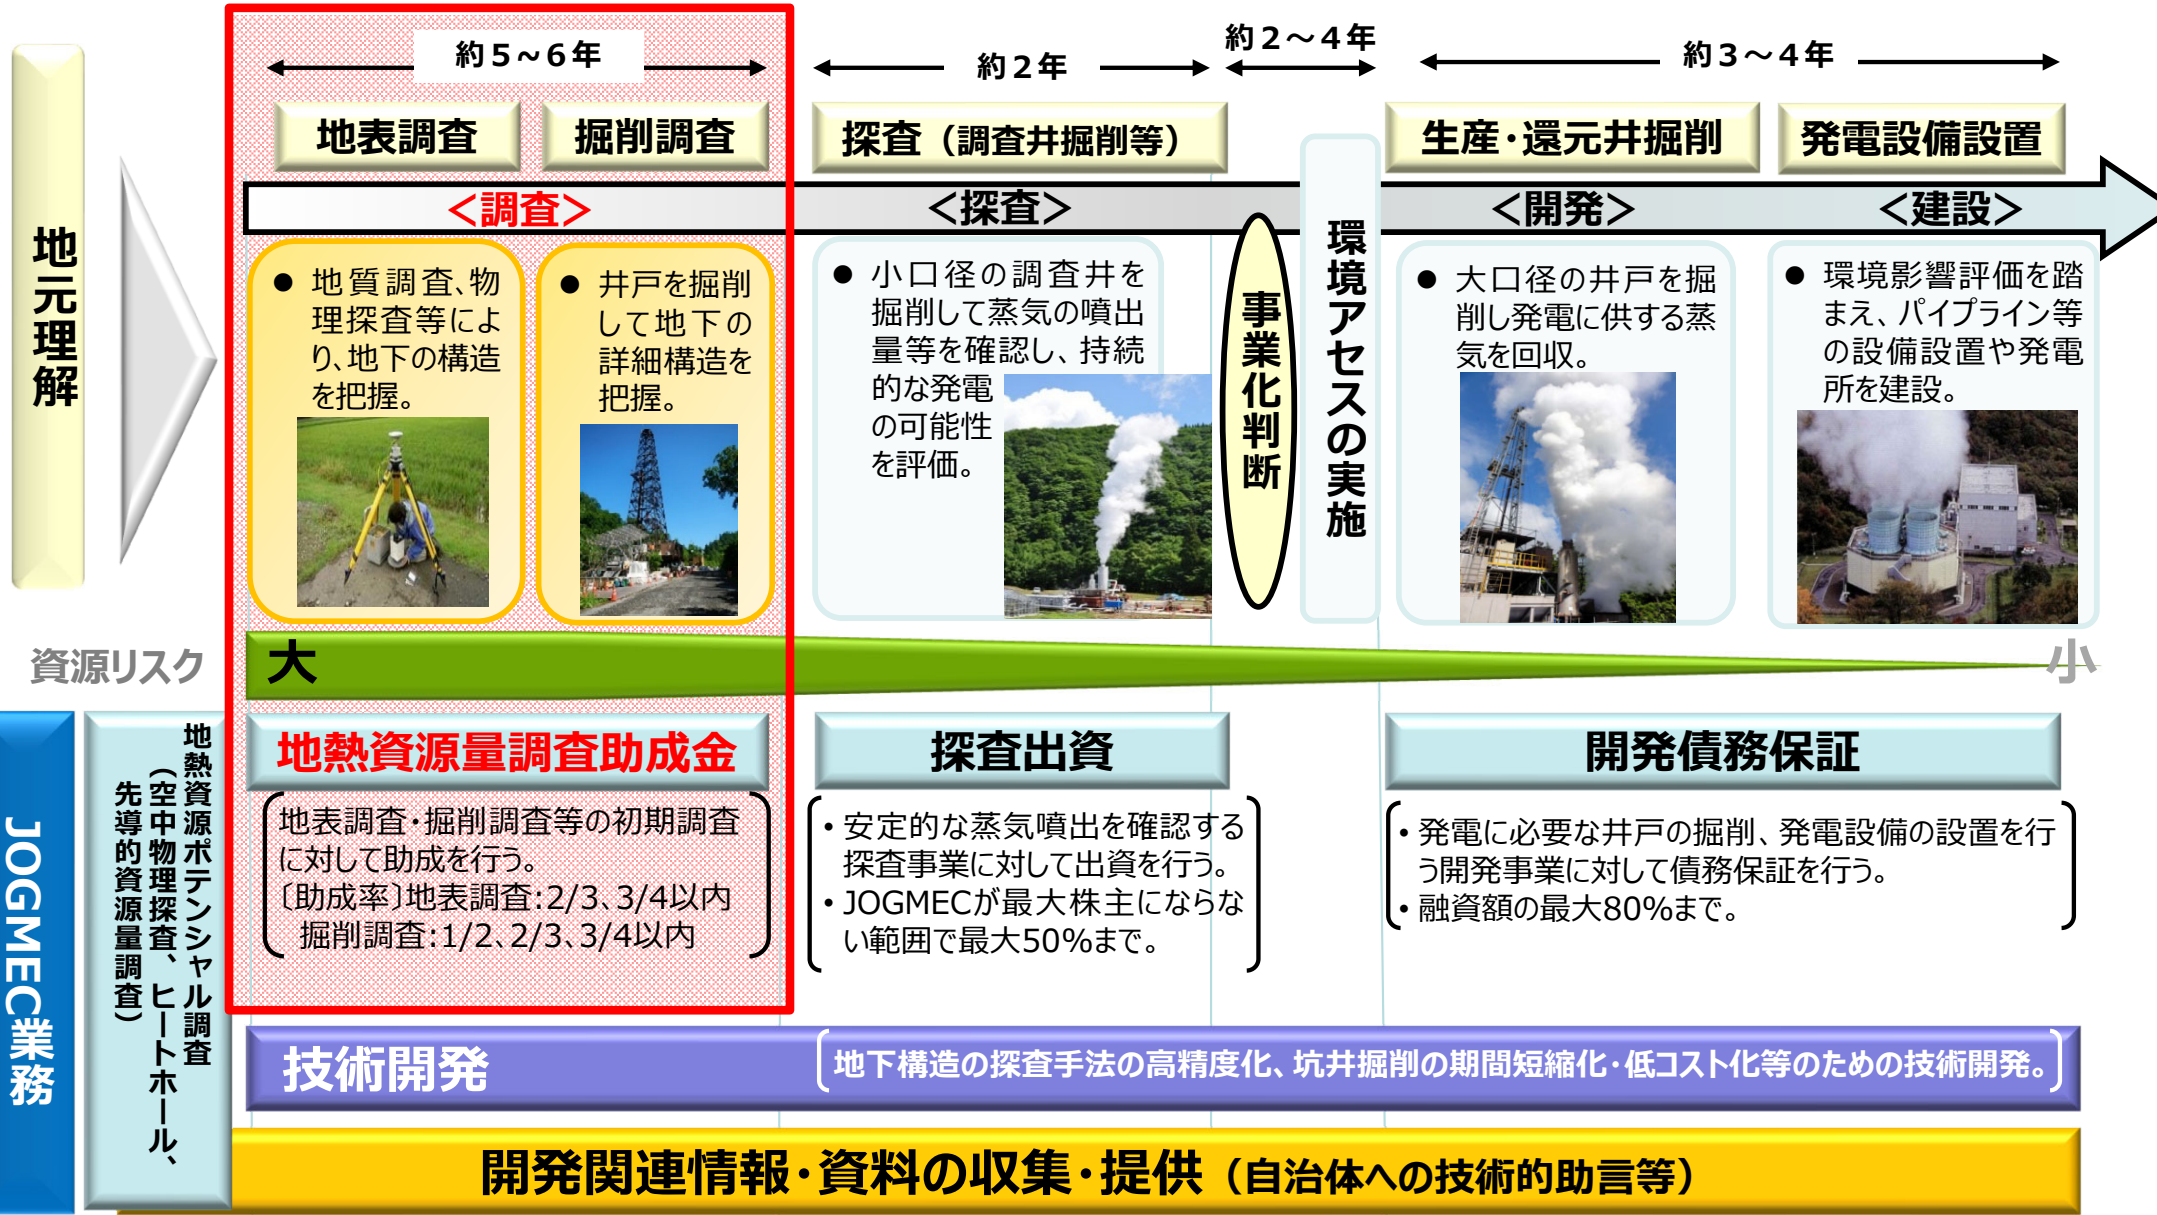 約5~6年
約2年
約2～4年
約3～4年
地表調査
掘削調査
探査（調査井掘削等）
生産･還元井掘削
発電設備設置
地元理解
＜調査＞
＜探査＞
＜開発＞
＜建設＞
● 地質調査､物
理探査等によ
り､地下の構造
を把握。
● 井戸を掘削
して地下の
詳細構造を
把握。
● 小口径の調査井を
掘削して蒸気の噴出
量等を確認し、持続
的な発電
の可能性
を評価。
事業化判断
環境アセスの実施
● 大口径の井戸を掘
削し発電に供する蒸
気を回収。
● 環境影響評価を踏
まえ、パイプライン等
の設備設置や発電
所を建設。
資源リスク
大
小
JOGMEC業務
地熱資源ポテンシャル調査
（空中物理探査、ヒートホール、
先導的資源量調査）
地熱資源量調査助成金
地表調査･掘削調査等の初期調査
に対して助成を行う。
〔助成率〕地表調査:2/3､3/4以内
掘削調査:1/2､2/3､3/4以内
探査出資
・安定的な蒸気噴出を確認する
探査事業に対して出資を行う。
・JOGMECが最大株主にならな
い範囲で最大50%まで。
開発債務保証
・発電に必要な井戸の掘削、発電設備の設置を行
う開発事業に対して債務保証を行う。
・融資額の最大80%まで。
技術開発
地下構造の探査手法の高精度化、坑井掘削の期間短縮化･低コスト化等のための技術開発。
開発関連情報･資料の収集･提供（自治体への技術的助言等）